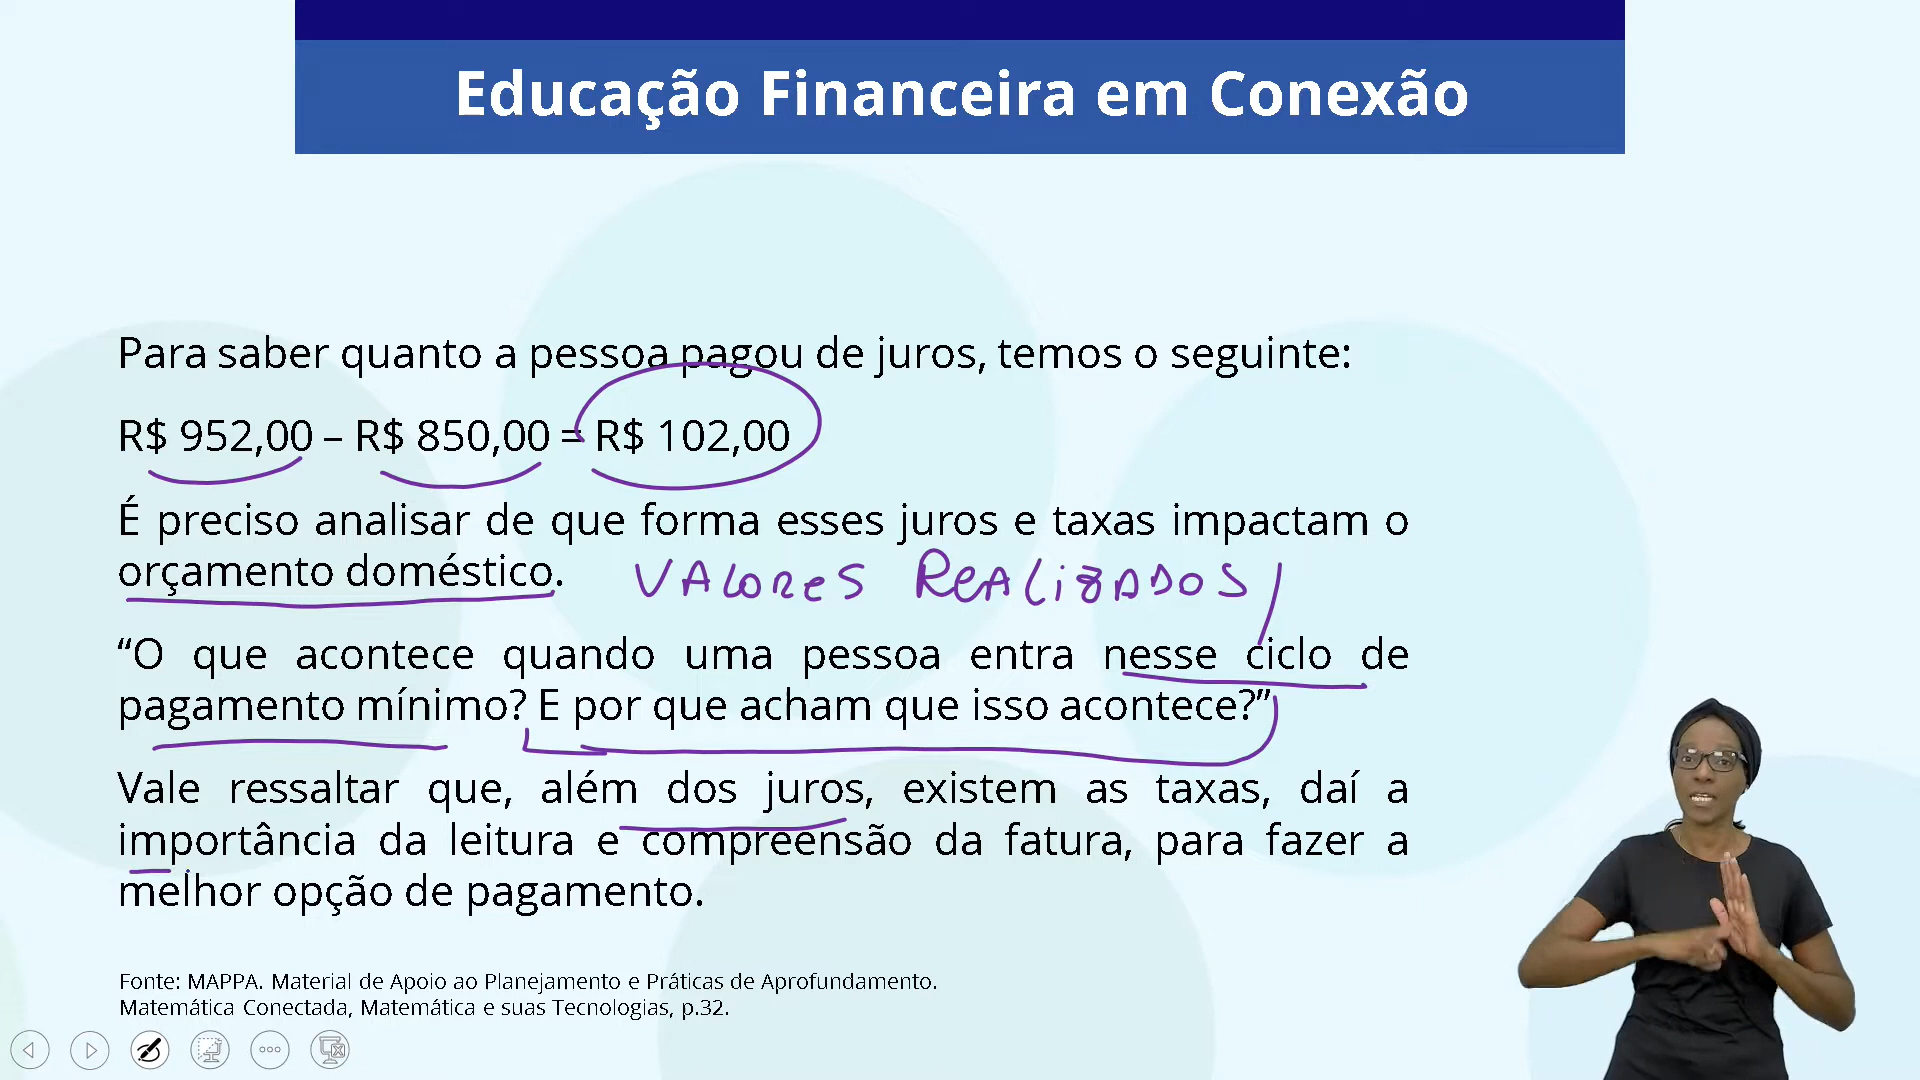 Educação Financeira em Conexão
Para saber quanto a pessoa pagou de juros, temos o seguinte:
R$ 952,00 – R$ 850,00 = R$ 102,00
É preciso analisar de que forma esses juros e taxas impactam o
orçamento doméstico.
VALORES REALIZADOS
“O que acontece quando uma pessoa entra nesse ciclo de
pagamento mínimo? E por que acham que isso acontece?”
Vale ressaltar que, além dos juros, existem as taxas, daí a
importância da leitura e compreensão da fatura, para fazer a
melhor opção de pagamento.
Fonte: MAPPA. Material de Apoio ao Planejamento e Práticas de Aprofundamento.
Matemática Conectada, Matemática e suas Tecnologias, p.32.